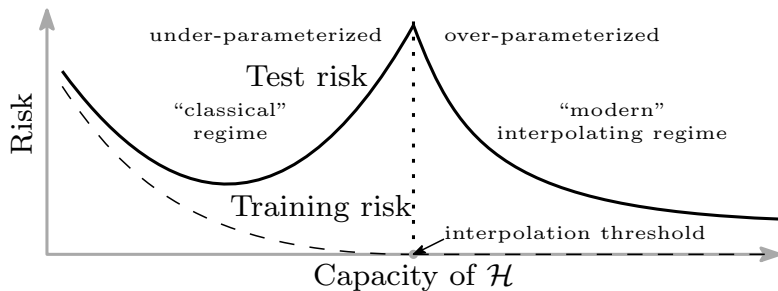 under-parameterized
over-parameterized
Test risk
“classical”
regime
“modern”
interpolating regime
Risk
Training risk
interpolation threshold
Capacity of ℋ